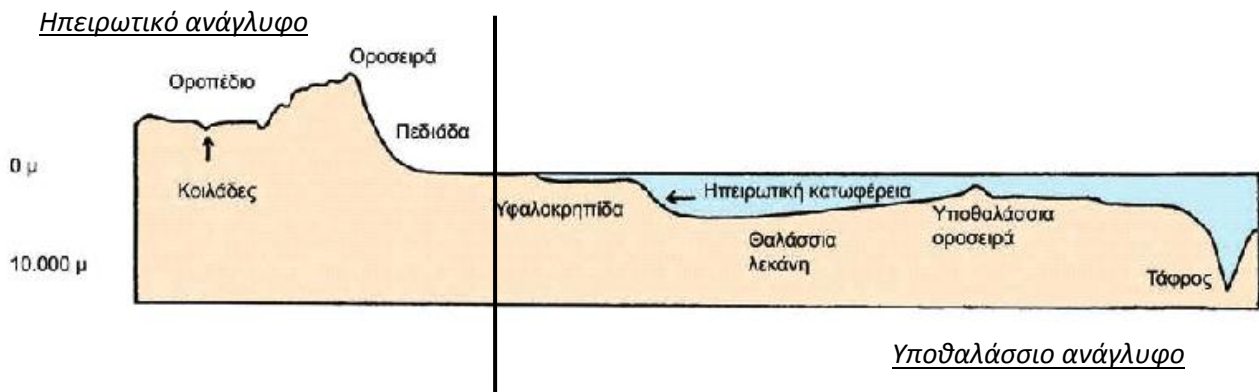 Ηπειρωτικό ανάγλυφο
Οροσειρά
Οροπέδιο
Πεδιάδα
0 μ
Κοιλάδες
Ηπειρωτική κατωφέρεια
Υφαλοκρηπίδα
Υποθαλάσσια
οροσειρά
Θαλάσσια
λεκάνη
10.000 μ
Τάφρος
Υποθαλάσσιο ανάγλυφο